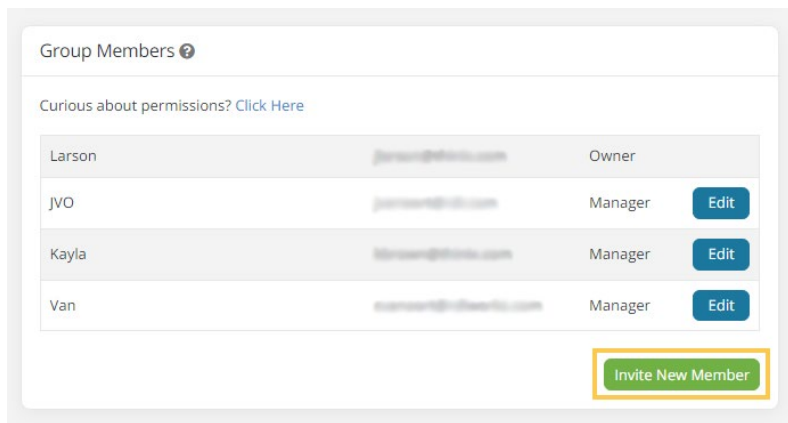 Group Members ?
Curious about permissions? Click Here
Larson Owner
JVO Manager Edit
Kayla Manager Edit
Van Manager Edit
Invite New Member